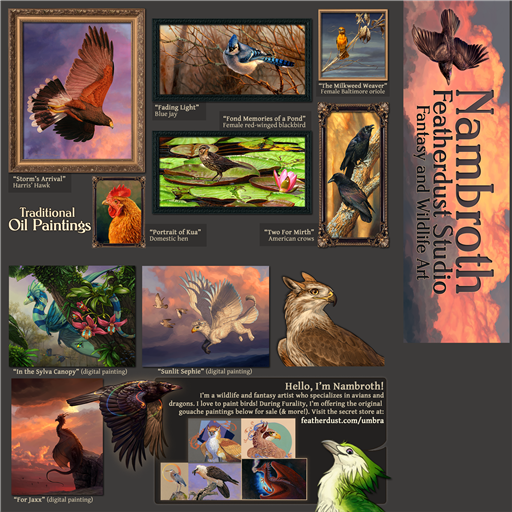 "Storm's Arrival"
Harris' Hawk
"Fading Light"
Blue jay
"The Milkweed Weaver"
Female Baltimore oriole
"Fond Memories of a Pond"
Female red-winged blackbird
Traditional
Oil Paintings
"Portrait of Kua"
Domestic hen
"Two For Mirth"
American crows
Nambroth
Featherdust Studio
Fantasy and Wildlife Art
"In the Sylva Canopy" (digital painting)
"Sunlit Sephie" (digital painting)
"For Jaxx" (digital painting)
Hello, I'm Nambroth!
I'm a wildlife and fantasy artist who specializes in avians and
dragons. I love to paint birds! During Furality, I'm offering the original
gouache paintings below for sale (& more!). Visit the secret store at:
featherdust.com/umbra